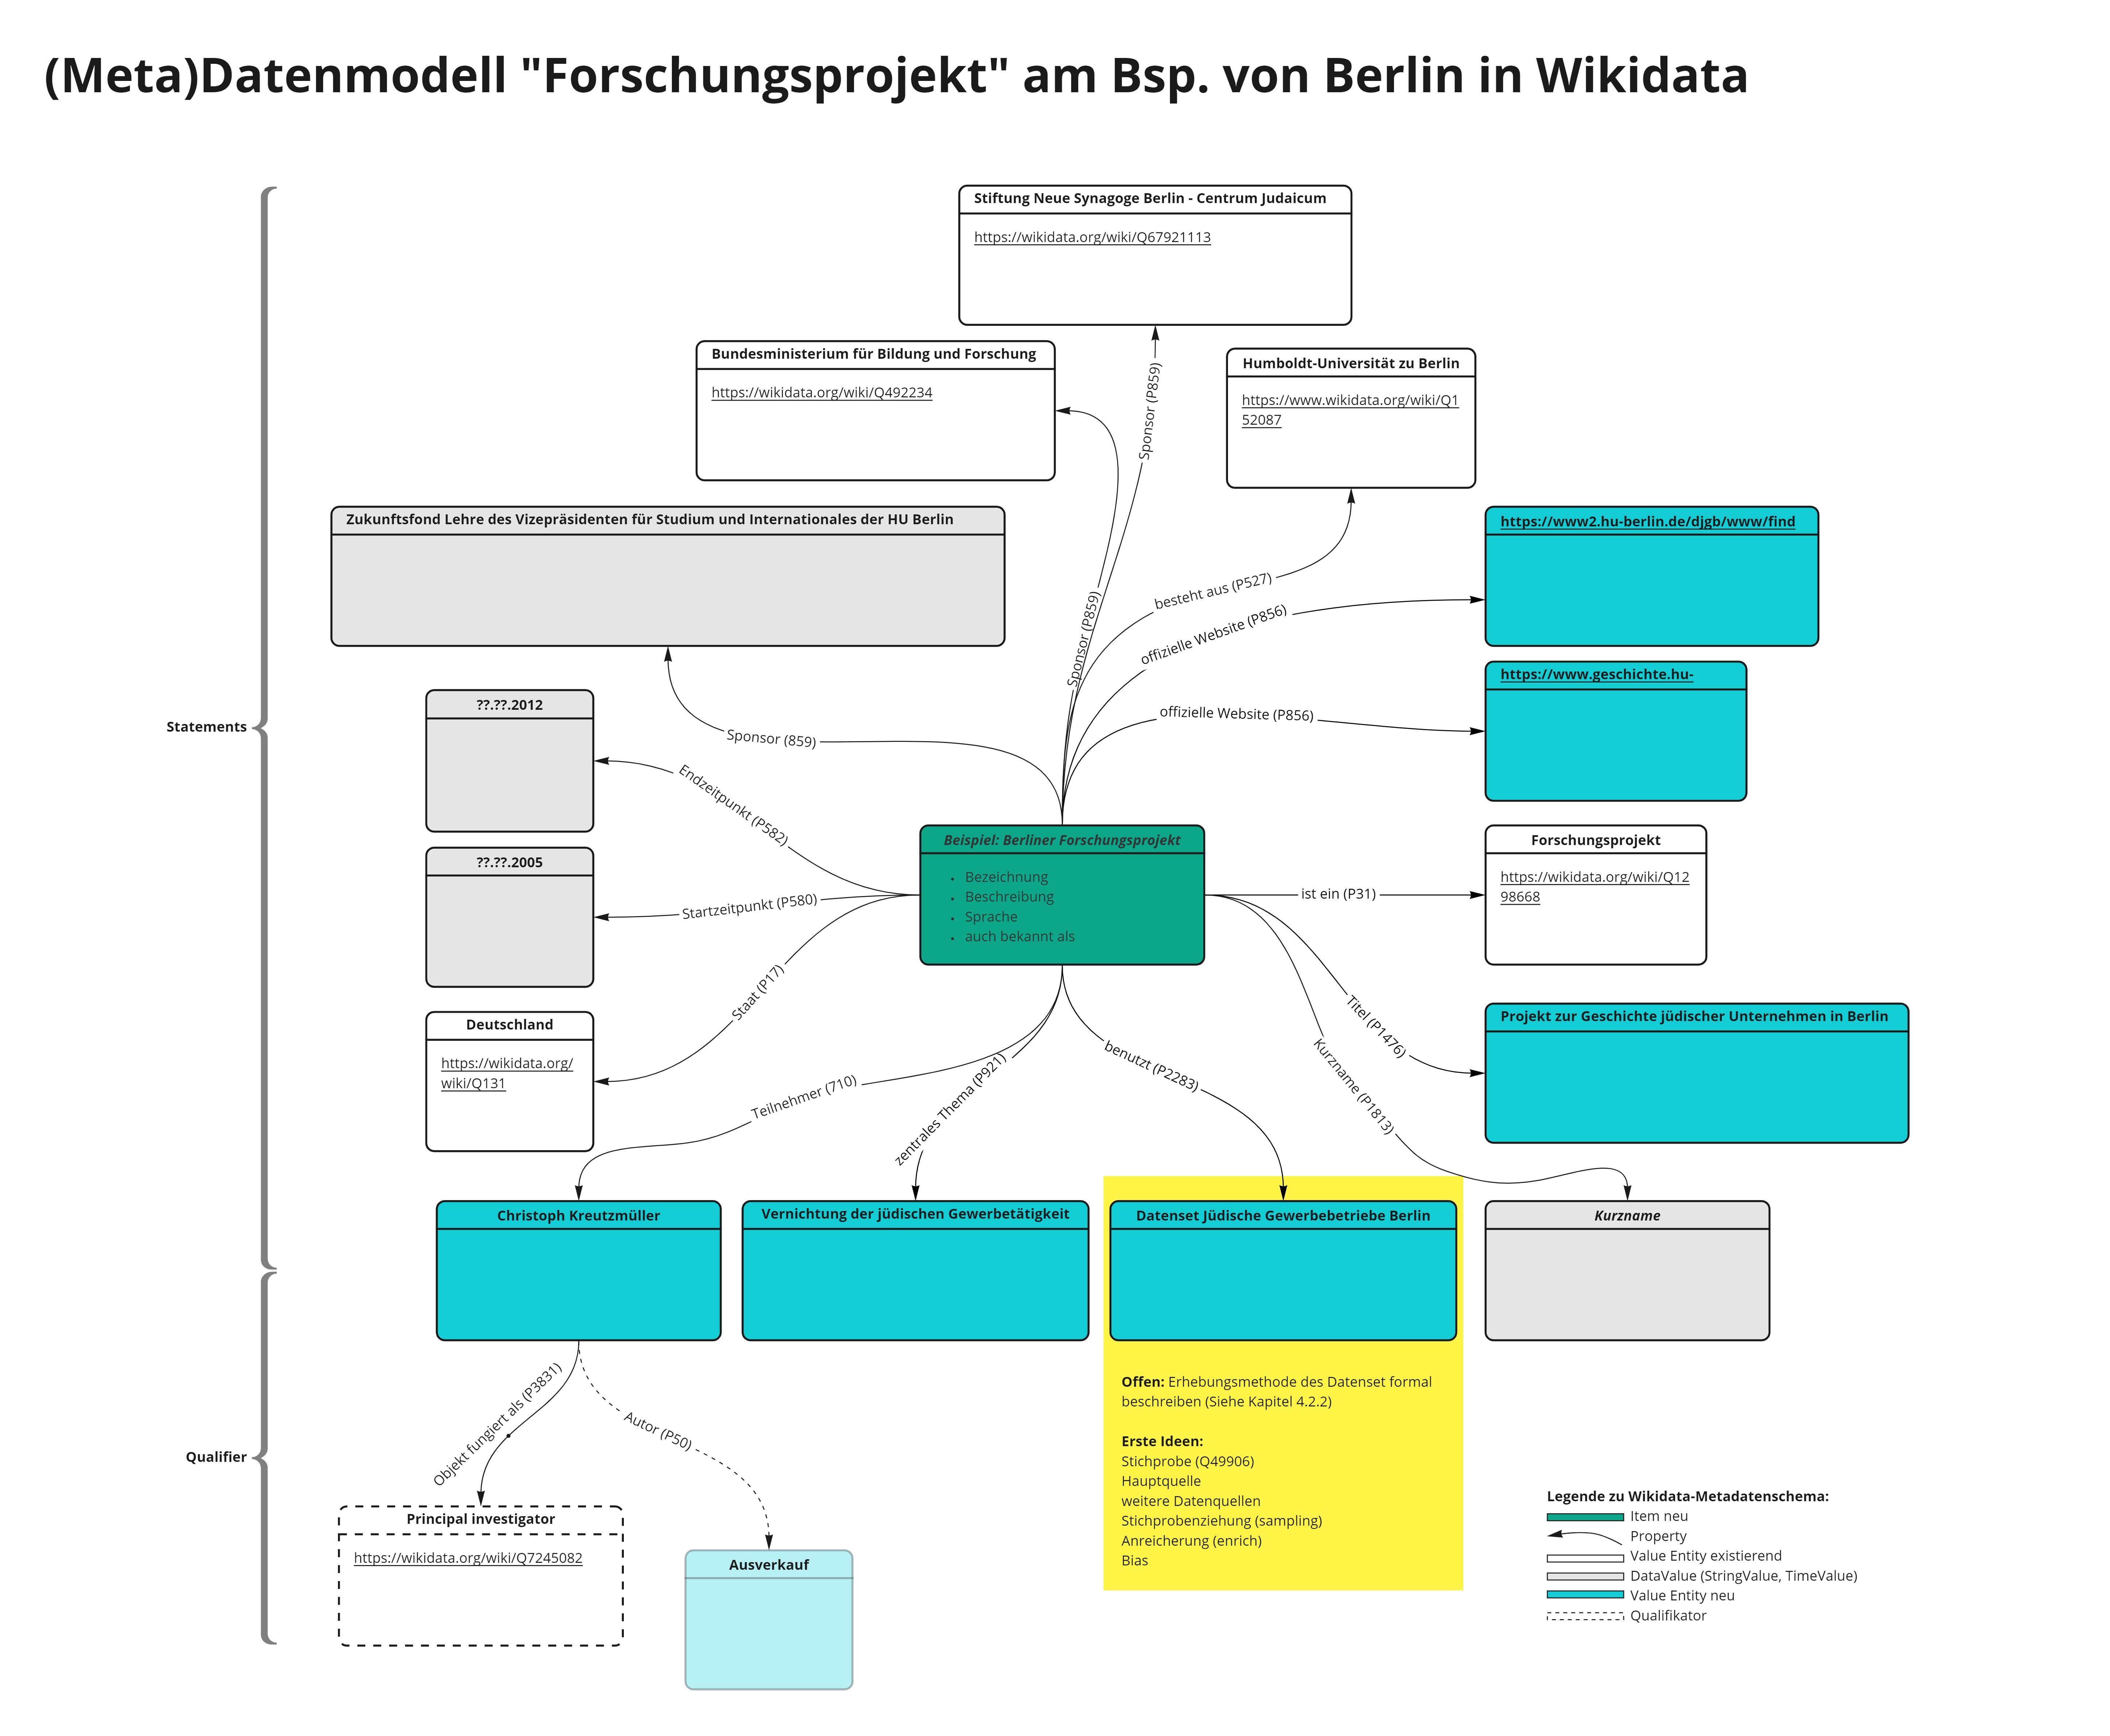 (Meta)Datenmodell "Forschungsprojekt" am Bsp. von Berlin in Wikidata
Stiftung Neue Synagoge Berlin - Centrum Judaicum
https://wikidata.org/wiki/Q67921113
Bundesministerium für Bildung und Forschung
https://wikidata.org/wiki/Q492234
Humboldt-Universität zu Berlin
https://www.wikidata.org/wiki/Q1
52087
Sponsor (P859)
Zukunftsfond Lehre des Vizepräsidenten für Studium und Internationales der HU Berlin
https://www2.hu-berlin.de/djgb/www/find
Sponsor (P859)
besteht aus (P527)
offizielle Website (P856)
https://www.geschichte.hu-
offizielle Website (P856)
Statements
Sponsor (859)
??.??.2012
Endzeitpunkt (P582)
??.??.2005
Startzeitpunkt (P580)
Beispiel: Berliner Forschungsprojekt
• Bezeichnung
• Beschreibung
• Sprache
• auch bekannt als
ist ein (P31)
Forschungsprojekt
https://wikidata.org/wiki/Q12
98668
Staat (P17)
Deutschland
https://wikidata.org/
wiki/Q131
Titel (P1476)
Projekt zur Geschichte jüdischer Unternehmen in Berlin
Teilnehmer (710)
zentrales Thema (P921)
benutzt (P2283)
Kurzname (P1813)
Christoph Kreutzmüller
Vernichtung der jüdischen Gewerbetätigkeit
Datenset Jüdische Gewerbebetriebe Berlin
Kurzname
Qualifier
Objekt fungiert als (P3831)
Autor (P50)
Principal investigator
https://wikidata.org/wiki/Q7245082
Ausverkauf
Offen: Erhebungsmethode des Datenset formal
beschreiben (Siehe Kapitel 4.2.2)
Erste Ideen:
Stichprobe (Q49906)
Hauptquelle
weitere Datenquellen
Stichprobenziehung (sampling)
Anreicherung (enrich)
Bias
Legende zu Wikidata-Metadatenschema:
Item neu
Property
Value Entity existierend
DataValue (StringValue, TimeValue)
Value Entity neu
Qualifikator